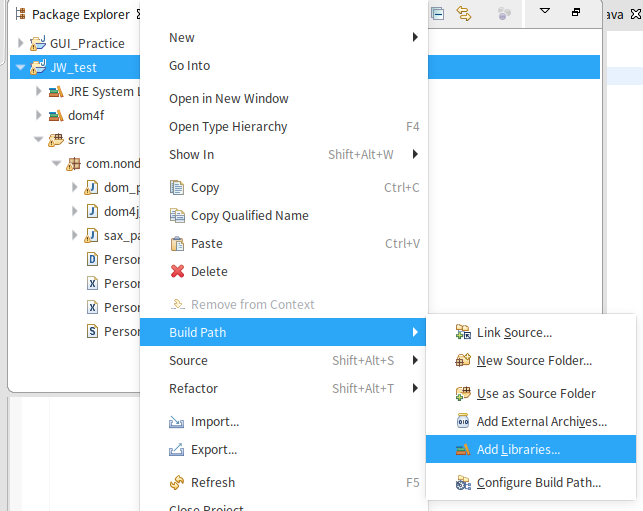 Package Explorer
ava
GUI_Practice
JW_test
JRE System L
dom4f
src
com.nond
dom_p
dom4j_
sax_pa
Person
Person
Person
Person
New
Go Into
Open in New Window
Open Type Hierarchy F4
Show In Shift+Alt+W
Copy Ctrl+C
Copy Qualified Name
Paste Ctrl+V
Delete
Remove from Context
Build Path
Source Shift+Alt+S
Refactor Shift+Alt+T
Import...
Export...
Refresh F5
Close Project
Link Source...
New Source Folder...
Use as Source Folder
Add External Archives...
Add Libraries...
Configure Build Path...